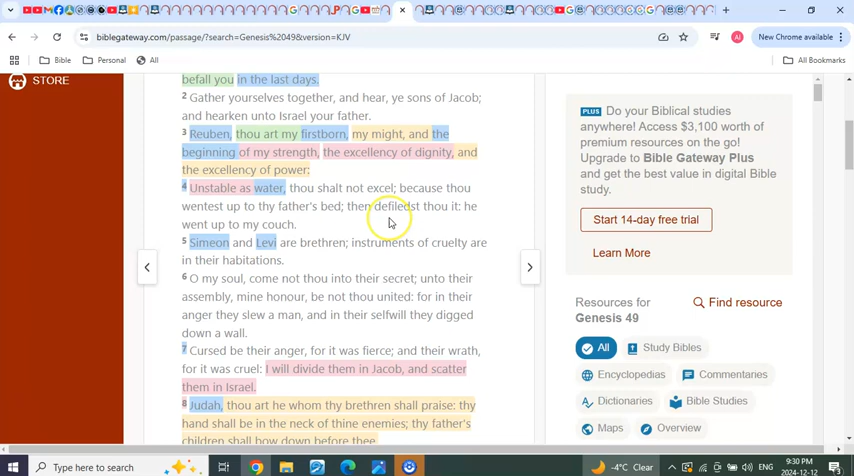 biblegateway.com/passage/?search=Genesis%2049&version=KJV
AI
New Chrome available
Bible
Personal
All
All Bookmarks
STORE
befall you in the last days.
2 Gather yourselves together, and hear, ye sons of Jacob;
and hearken unto Israel your father.
3 Reuben, thou art my firstborn, my might, and the
beginning of my strength, the excellency of dignity, and
the excellency of power:
4 Unstable as water, thou shalt not excel; because thou
wentest up to thy father's bed; then defiledst thou it: he
went up to my couch.
5 Simeon and Levi are brethren; instruments of cruelty are
in their habitations.
6 O my soul, come not thou into their secret; unto their
assembly, mine honour, be not thou united: for in their
anger they slew a man, and in their selfwill they digged
down a wall.
7 Cursed be their anger, for it was fierce; and their wrath,
for it was cruel: I will divide them in Jacob, and scatter
them in Israel.
8 Judah, thou art he whom thy brethren shall praise: thy
hand shall be in the neck of thine enemies; thy father's
children shall bow down before thee.
PLUS Do your Biblical studies
anywhere! Access $3,100 worth of
premium resources on the go!
Upgrade to Bible Gateway Plus
and get the best value in digital Bible
study.
Start 14-day free trial
Learn More
Resources for
Genesis 49
Find resource
All
Study Bibles
Encyclopedias
Commentaries
Dictionaries
Bible Studies
Maps
Overview
Type here to search
-4°C Clear
9:30 PM
2024-12-12